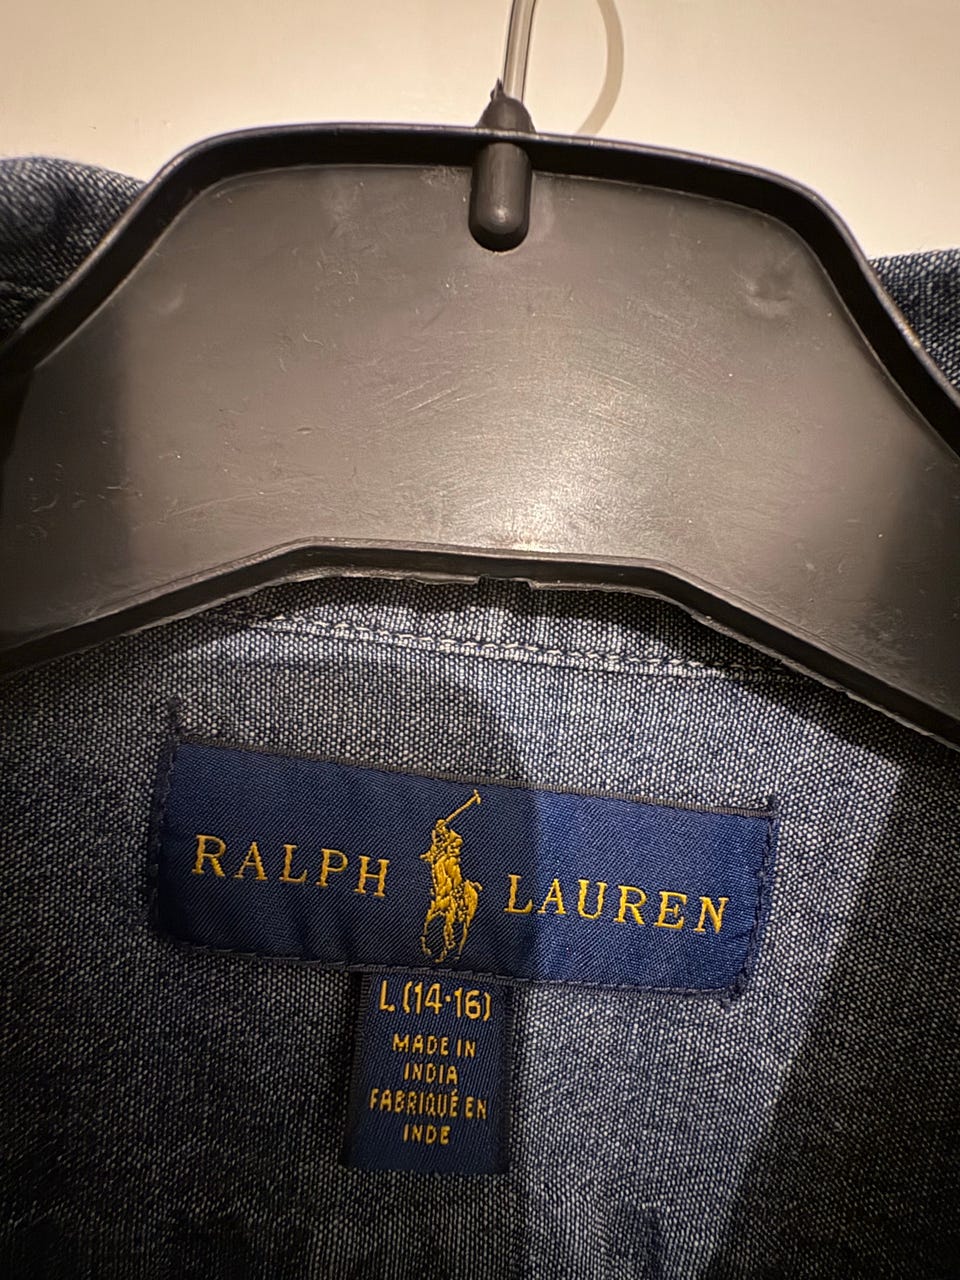 RALPH LAUREN
L (14·16)
MADE IN
INDIA
FABRIQUÉ EN
INDE